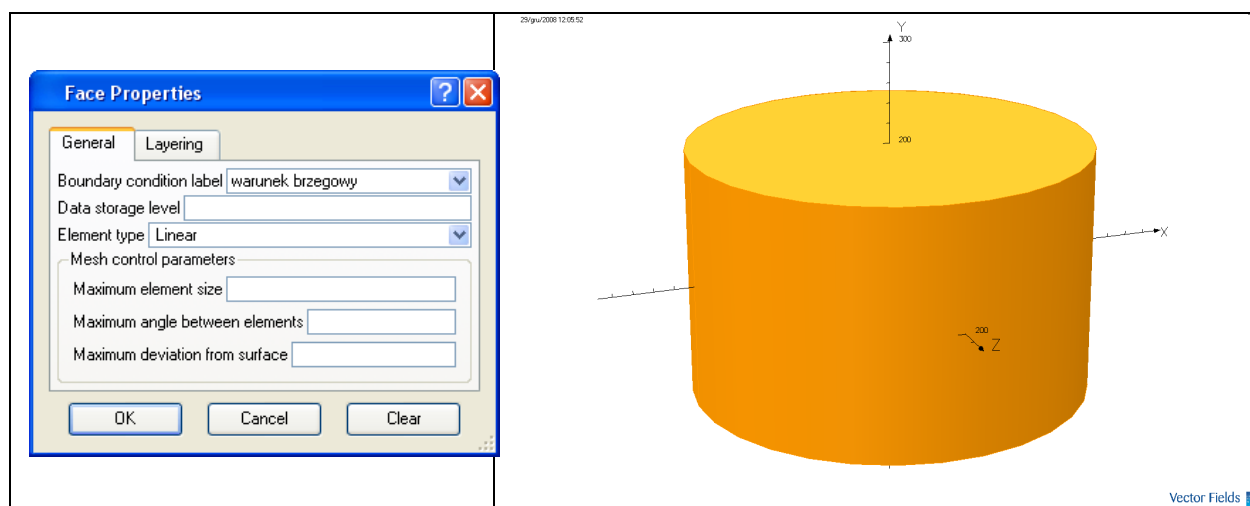 Face Properties
General Layering
Boundary condition label warunek brzegowy
Data storage level
Element type Linear
Mesh control parameters
Maximum element size
Maximum angle between elements
Maximum deviation from surface
OK Cancel Clear
29/gru/2008 12:05:52
Y
300
200
X
200
Z
Vector Fields